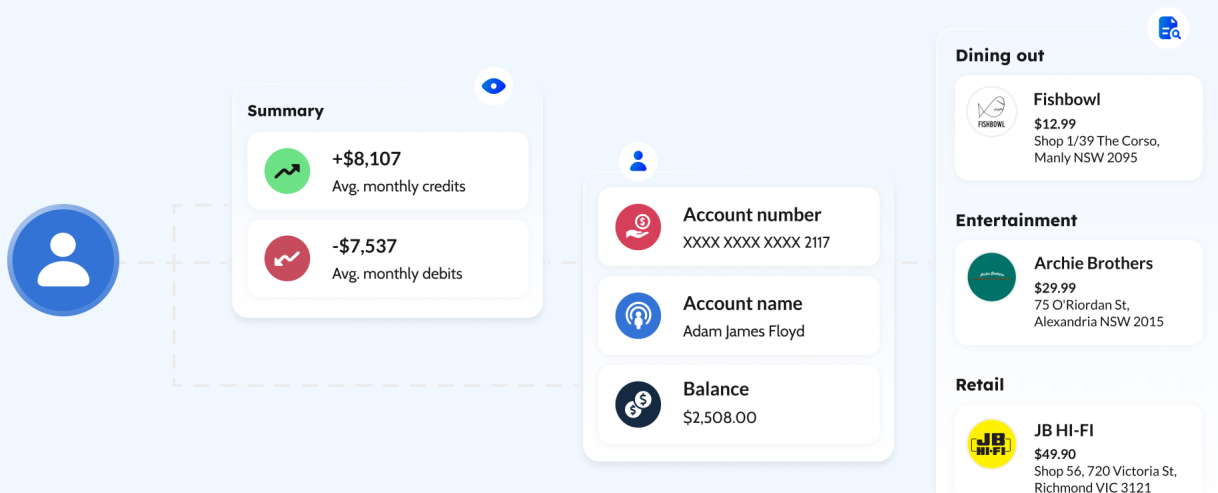 Summary
+$8,107
Avg. monthly credits
-$7,537
Avg. monthly debits
Account number
XXXX XXXX XXXX 2117
Account name
Adam James Floyd
Balance
$2,508.00
Dining out
FISHBOWL
Fishbowl
$12.99
Shop 1/39 The Corso,
Manly NSW 2095
Entertainment
Archie Brothers
Archie Brothers
$29.99
75 O'Riordan St,
Alexandria NSW 2015
Retail
JB
HI-FI
JB HI-FI
$49.90
Shop 56, 720 Victoria St,
Richmond VIC 3121